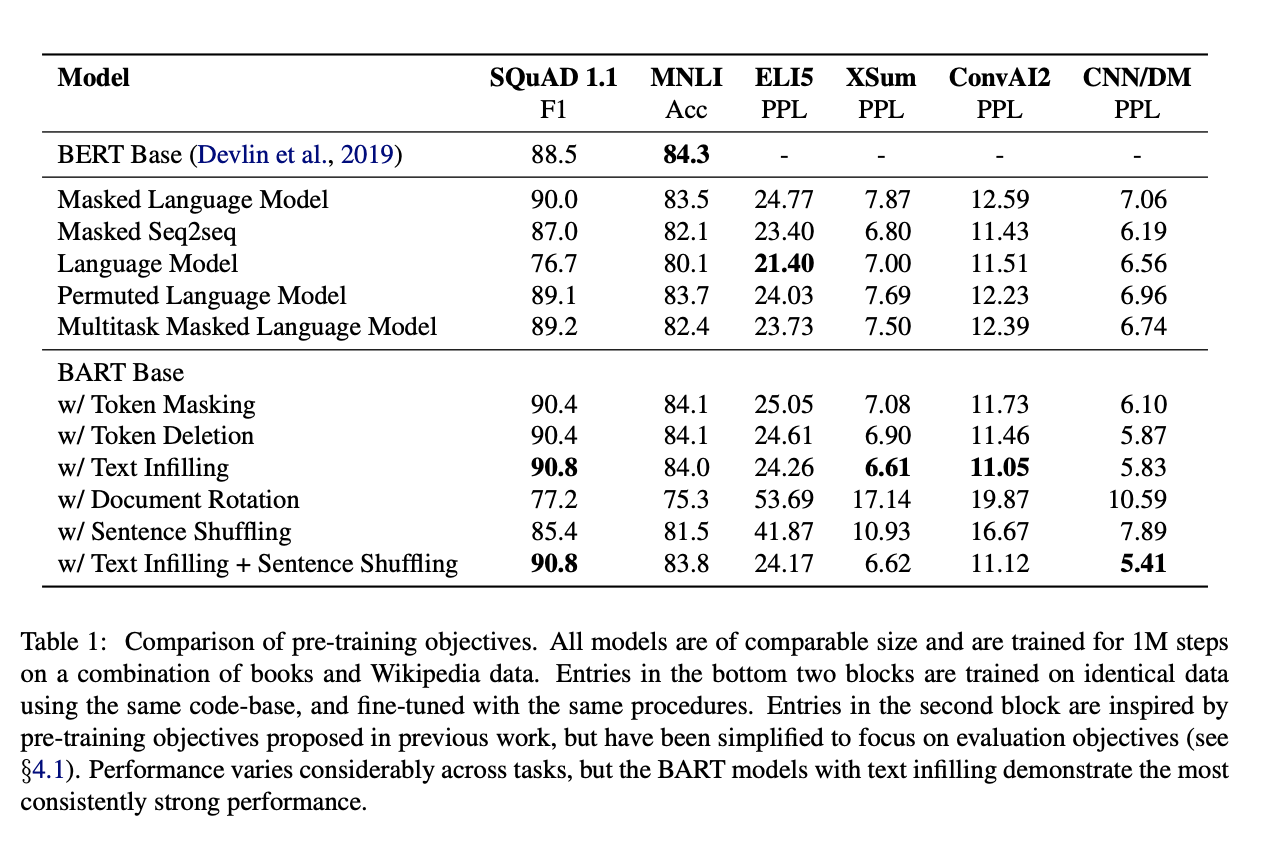 Model SQuAD 1.1 MNLI ELI5 XSum ConvAI2 CNN/DM
F1 Acc PPL PPL PPL PPL
BERT Base (Devlin et al., 2019) 88.5 84.3 - - - -
Masked Language Model 90.0 83.5 24.77 7.87 12.59 7.06
Masked Seq2seq 87.0 82.1 23.40 6.80 11.43 6.19
Language Model 76.7 80.1 21.40 7.00 11.51 6.56
Permuted Language Model 89.1 83.7 24.03 7.69 12.23 6.96
Multitask Masked Language Model 89.2 82.4 23.73 7.50 12.39 6.74
BART Base
w/ Token Masking 90.4 84.1 25.05 7.08 11.73 6.10
w/ Token Deletion 90.4 84.1 24.61 6.90 11.46 5.87
w/ Text Infilling 90.8 84.0 24.26 6.61 11.05 5.83
w/ Document Rotation 77.2 75.3 53.69 17.14 19.87 10.59
w/ Sentence Shuffling 85.4 81.5 41.87 10.93 16.67 7.89
w/ Text Infilling + Sentence Shuffling 90.8 83.8 24.17 6.62 11.12 5.41
Table 1: Comparison of pre-training objectives. All models are of comparable size and are trained for 1M steps
on a combination of books and Wikipedia data. Entries in the bottom two blocks are trained on identical data
using the same code-base, and fine-tuned with the same procedures. Entries in the second block are inspired by
pre-training objectives proposed in previous work, but have been simplified to focus on evaluation objectives (see
§4.1). Performance varies considerably across tasks, but the BART models with text infilling demonstrate the most
consistently strong performance.